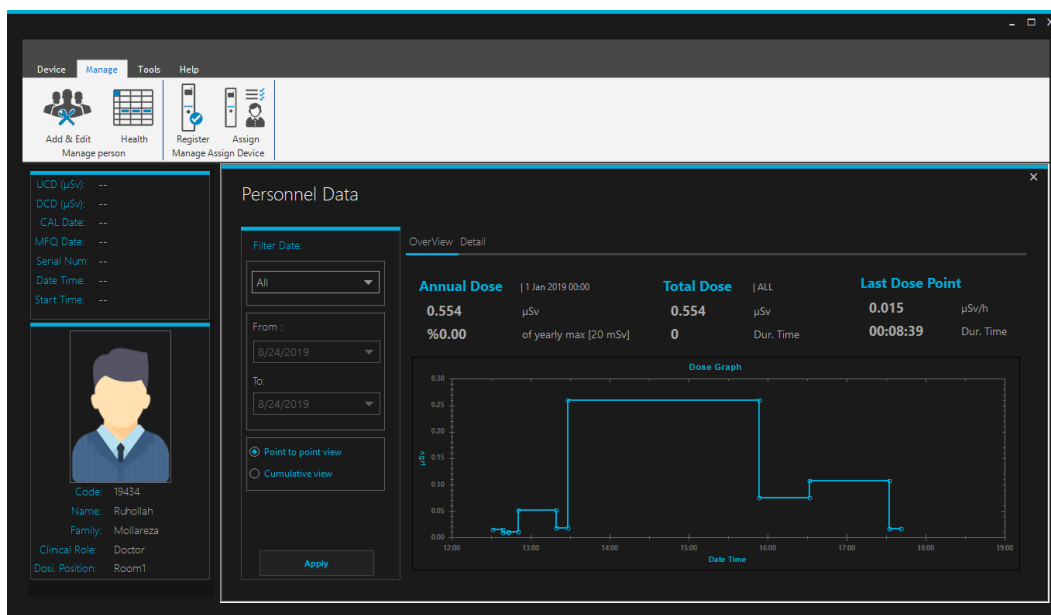 Device Manage Tools Help
Add & Edit Health Register Assign
Manage person Manage Assign Device
UCD (µSv): --
DCD (µSv): --
CAL Date: --
MFQ Date: --
Serial Num: --
Date Time: --
Start Time: --
Code: 19434
Name: Ruhollah
Family: Mollareza
Clinical Role: Doctor
Dosi. Position: Room1
Personnel Data
Filter Date:
All
From :
8/24/2019
To:
8/24/2019
Point to point view
Cumulative view
Apply
OverView Detail
Annual Dose | 1 Jan 2019 00:00
0.554 µSv
%0.00 of yearly max [20 mSv]
Total Dose | ALL
0.554 µSv
0 Dur. Time
Last Dose Point
0.015 µSv/h
00:08:39 Dur. Time
Dose Graph
0.30
0.25
0.20
0.15
0.10
0.05
0.00
µSv
12:00 13:00 14:00 15:00 16:00 17:00 18:00 19:00
Date Time